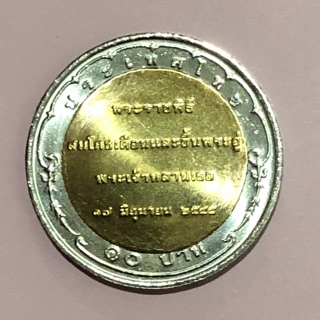 ประเทศไทย
พระราชพิธี
สมโภชเดือนและขึ้นพระอู่
พระเจ้าหลานเธอ
๑๗ มิถุนายน ๒๕๔๘
๑๐ บาท